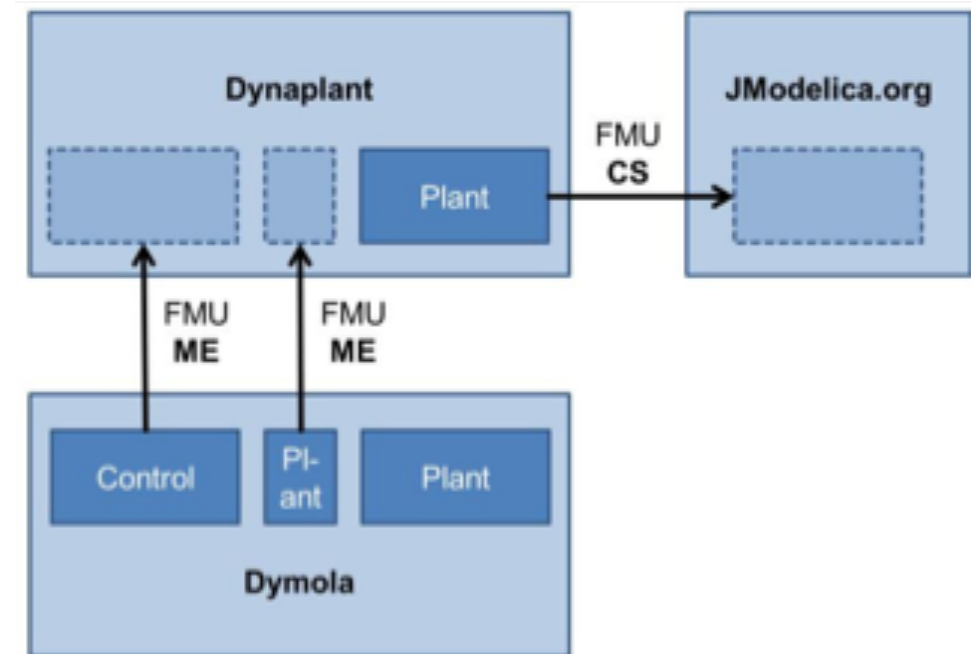 Dynaplant
JModelica.org
FMU
CS
Plant
FMU
ME
FMU
ME
Control
Pl-
ant
Plant
Dymola